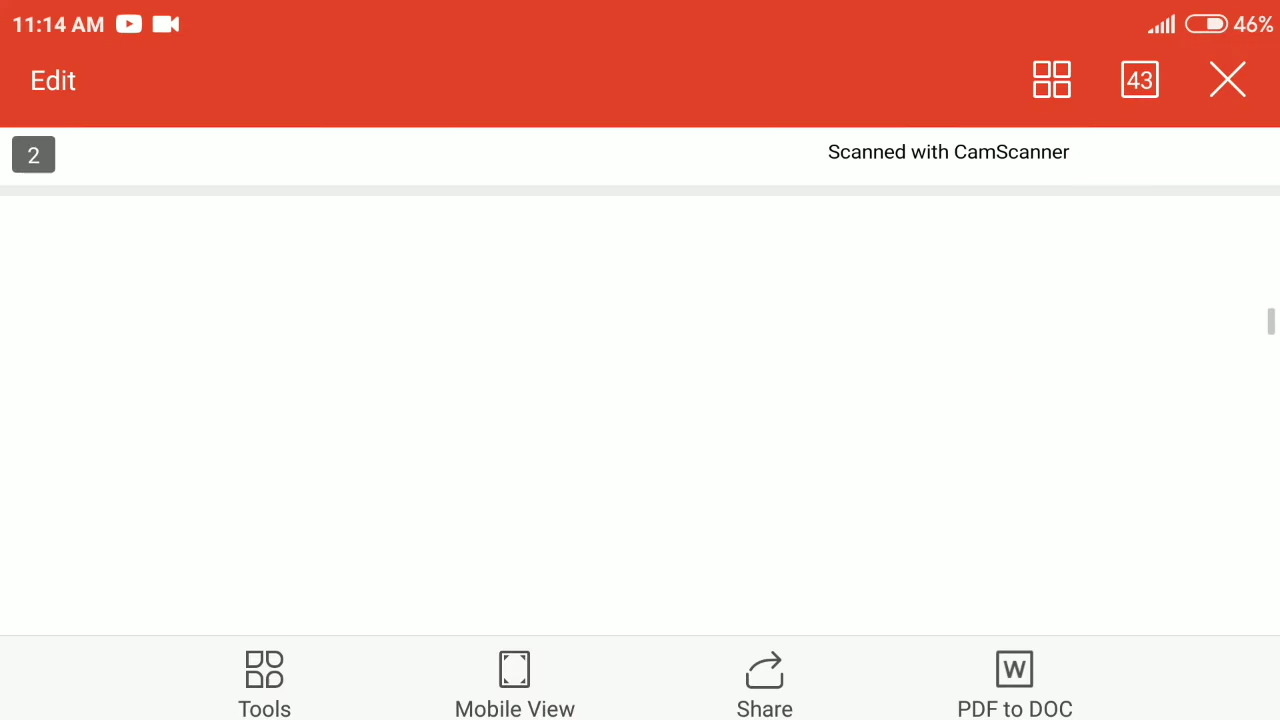 11:14 AM 46%
Edit 43
2 Scanned with CamScanner
Tools Mobile View Share W PDF to DOC